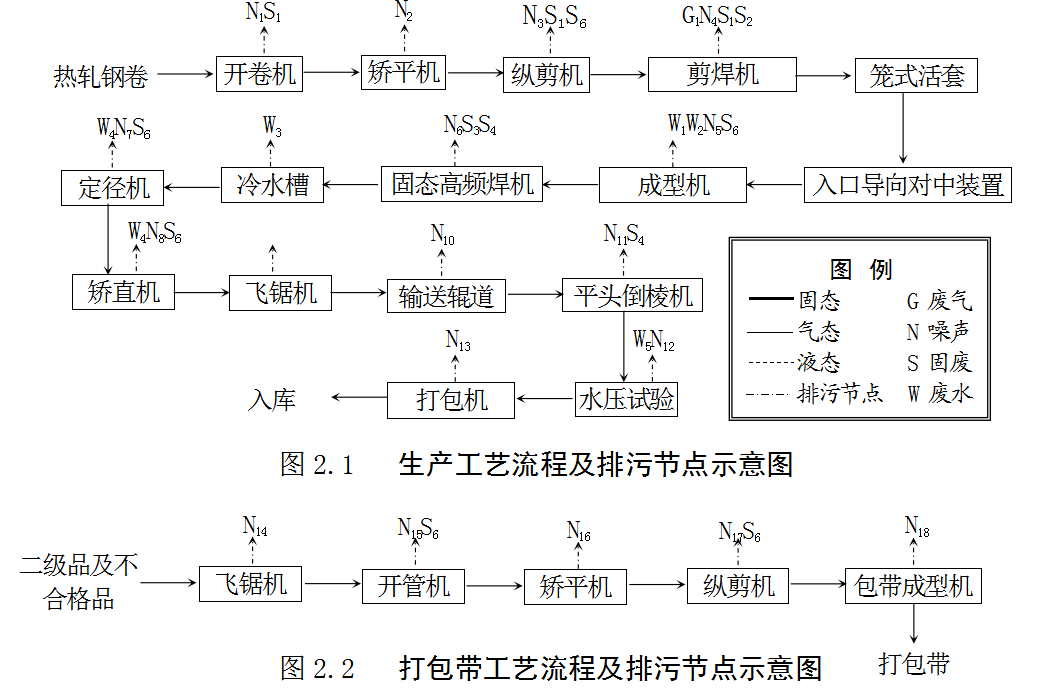 N₁S₁ N₂ N₃S₁S₆ G₁N₄S₁S₂
热轧钢卷 开卷机 矫平机 纵剪机 剪焊机 笼式活套
W₄N₇S₆ W₃ N₆S₃S₄ W₁W₂N₅S₆
定径机 冷水槽 固态高频焊机 成型机 入口导向对中装置
W₄N₈S₆ N₁₀ N₁₁S₄
矫直机 飞锯机 输送辊道 平头倒棱机
N₁₃ W₅N₁₂
入库 打包机 水压试验
图 例
固态 G 废气
气态 N 噪声
液态 S 固废
排污节点 W 废水
图 2.1 生产工艺流程及排污节点示意图
N₁₄ N₁₅S₆ N₁₆ N₁₇S₆ N₁₈
二级品及不
合格品
飞锯机 开管机 矫平机 纵剪机 包带成型机
打包带
图 2.2 打包带工艺流程及排污节点示意图